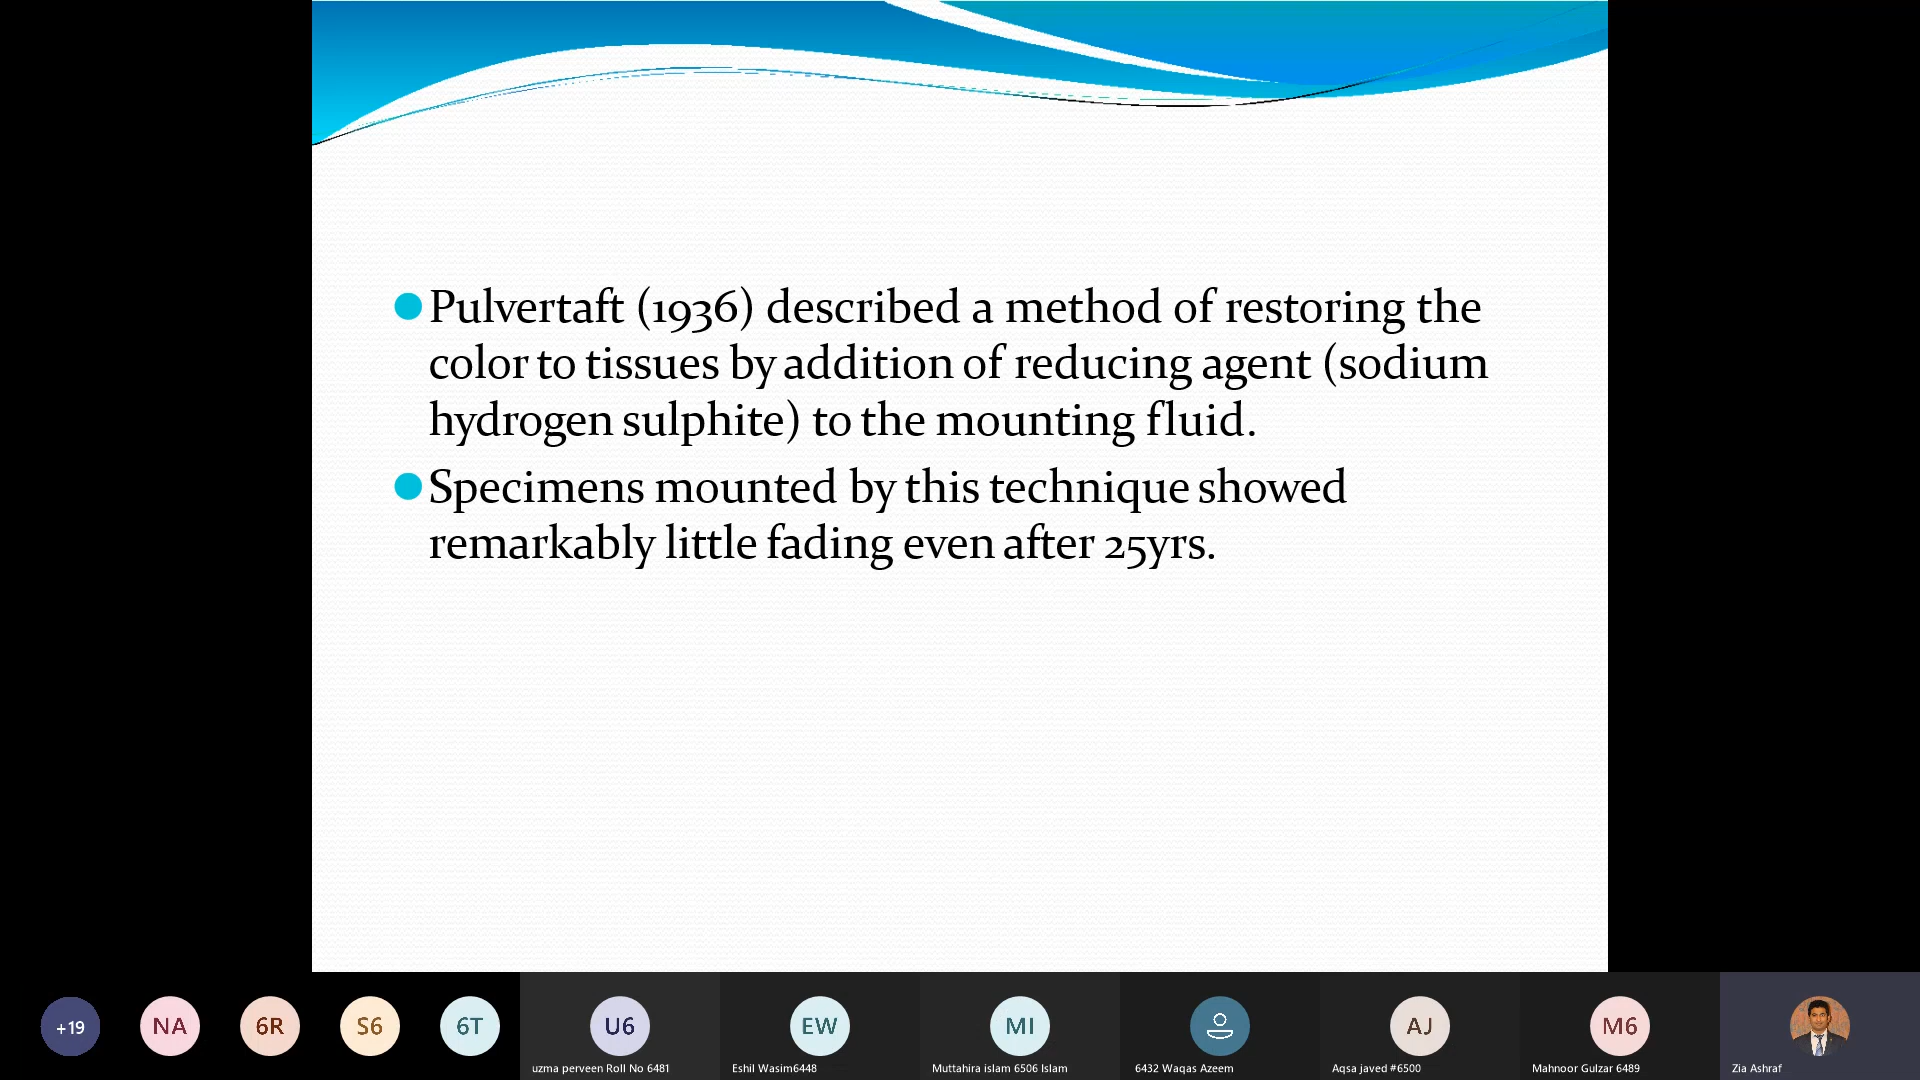 Pulvertaft (1936) described a method of restoring the
color to tissues by addition of reducing agent (sodium
hydrogen sulphite) to the mounting fluid.
Specimens mounted by this technique showed
remarkably little fading even after 25yrs.
+19
NA
6R
S6
6T
U6
EW
MI
AJ
M6
uzma perveen Roll No 6481
Eshil Wasim6448
Muttahira islam 6506 Islam
6432 Waqas Azeem
Aqsa javed #6500
Mahnoor Gulzar 6489
Zia Ashraf